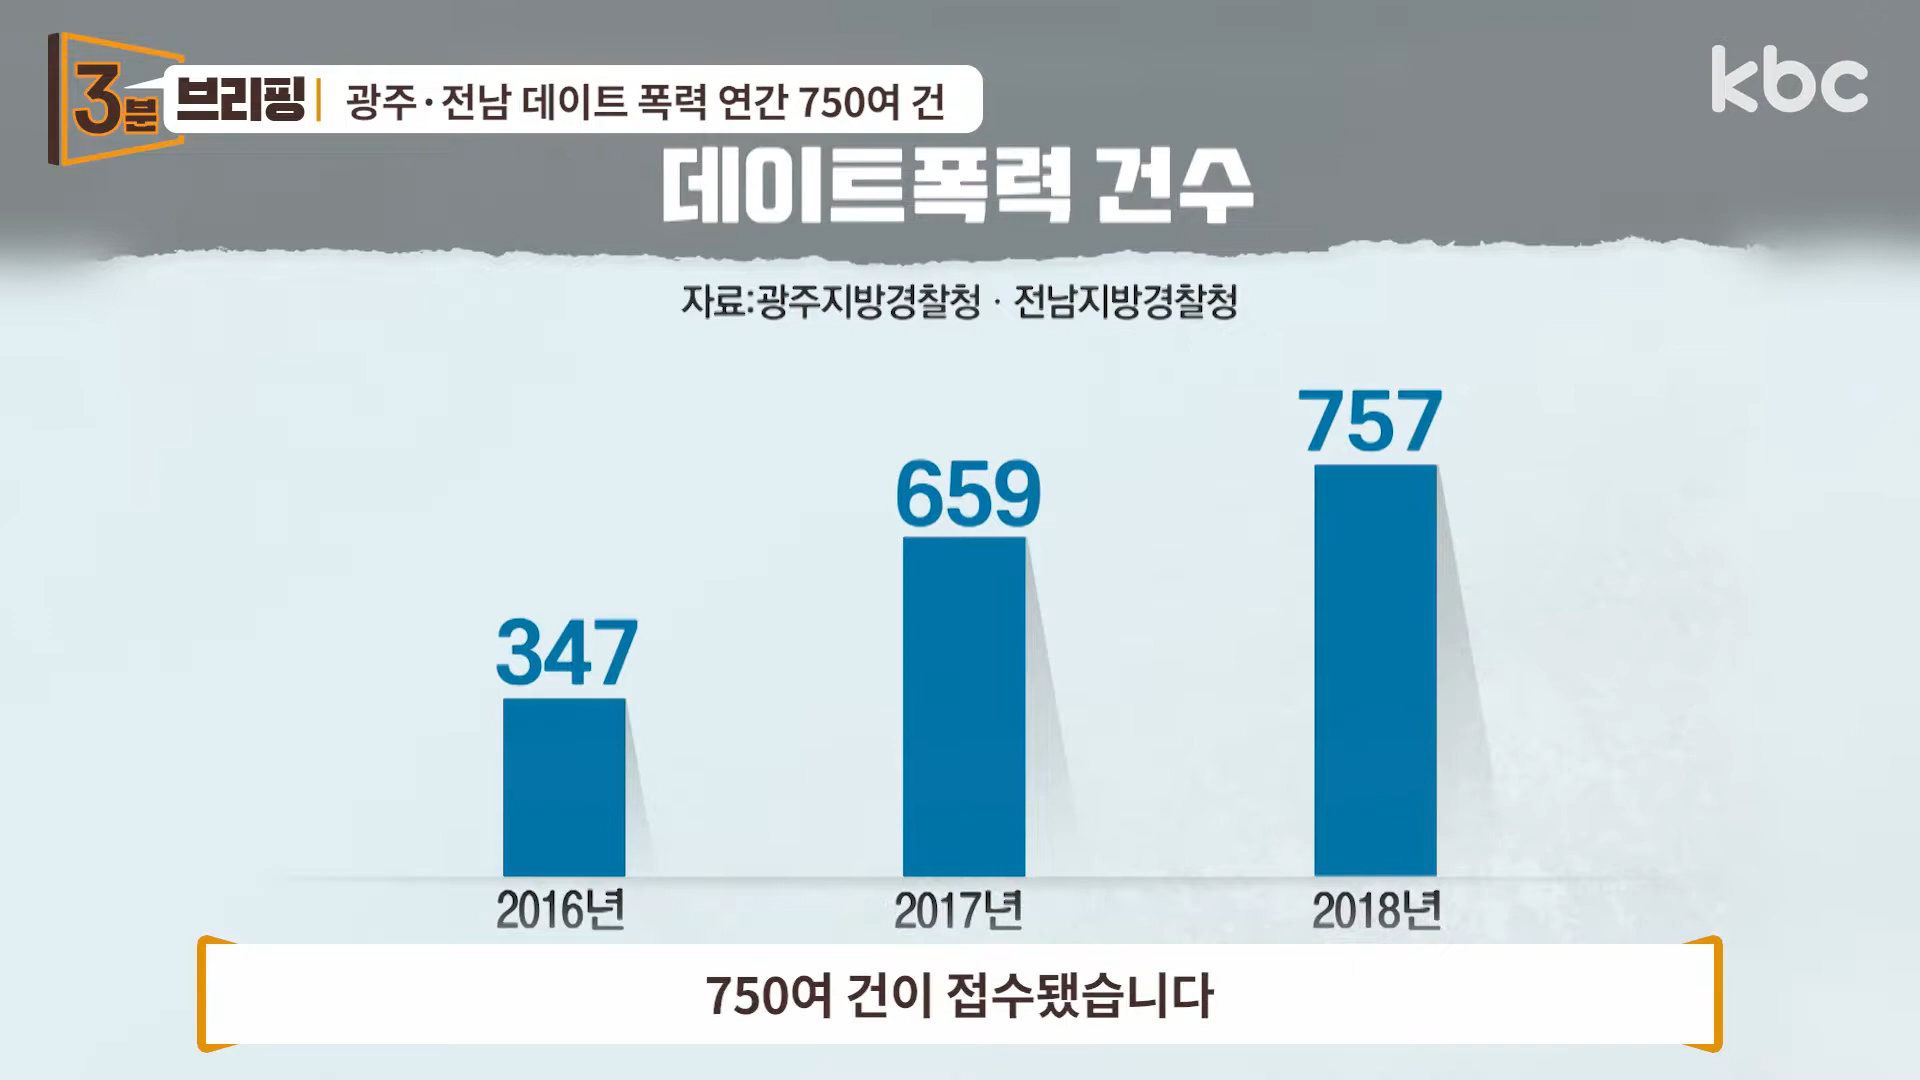 3분 브리핑 광주·전남 데이트 폭력 연간 750여 건
kbc
데이트폭력 건수
자료:광주지방경찰청 · 전남지방경찰청
347
659
757
2016년
2017년
2018년
750여 건이 접수됐습니다